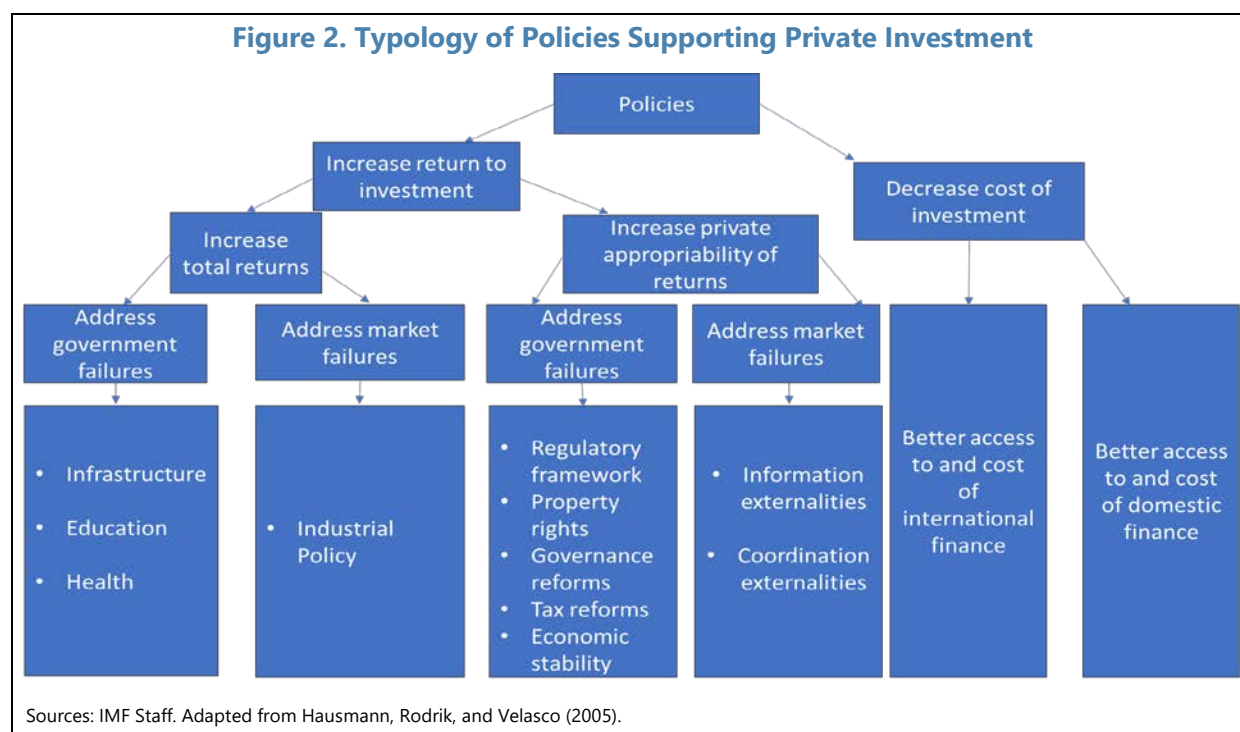 Figure 2. Typology of Policies Supporting Private Investment
Policies
Increase return to
investment
Decrease cost of
investment
Increase
total returns
Increase private
appropriability of
returns
Address
government
failures
Address market
failures
Address
government
failures
Address market
failures
• Infrastructure
• Education
• Health
• Industrial
Policy
• Regulatory
framework
• Property
rights
• Governance
reforms
• Tax reforms
• Economic
stability
• Information
externalities
• Coordination
externalities
Better access
to and cost
of
international
finance
Better access
to and cost
of domestic
finance
Sources: IMF Staff. Adapted from Hausmann, Rodrik, and Velasco (2005).